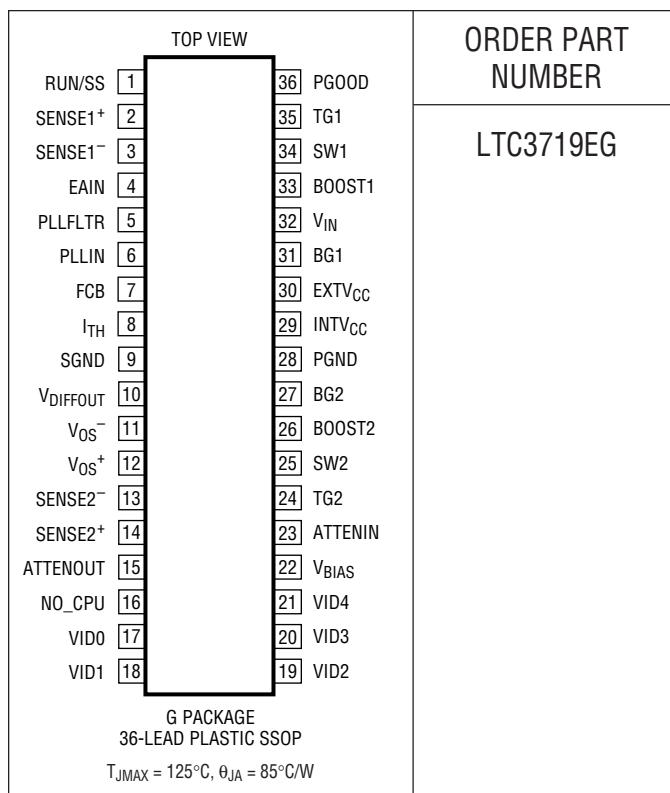 TOP VIEW
RUN/SS 1
SENSE1+ 2
SENSE1– 3
EAIN 4
PLLFLTR 5
PLLIN 6
FCB 7
ITH 8
SGND 9
VDIFFOUT 10
VOS– 11
VOS+ 12
SENSE2– 13
SENSE2+ 14
ATTENOUT 15
NO_CPU 16
VID0 17
VID1 18
36 PGOOD
35 TG1
34 SW1
33 BOOST1
32 VIN
31 BG1
30 EXTVCC
29 INTVCC
28 PGND
27 BG2
26 BOOST2
25 SW2
24 TG2
23 ATTENIN
22 VBIAS
21 VID4
20 VID3
19 VID2
G PACKAGE
36-LEAD PLASTIC SSOP
TJMAX = 125°C, θJA = 85°C/W
ORDER PART
NUMBER
LTC3719EG